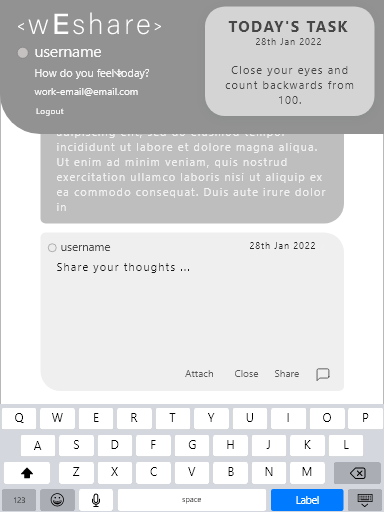 <wEshare>
username
How do you feel today?
work-email@email.com
Logout
TODAY'S TASK
28th Jan 2022
Close your eyes and
count backwards from
100.
adipiscing elit, sed do eiusmod tempor
incididunt ut labore et dolore magna aliqua.
Ut enim ad minim veniam, quis nostrud
exercitation ullamco laboris nisi ut aliquip ex
ea commodo consequat. Duis aute irure dolor
in
username 28th Jan 2022
Share your thoughts ...
Attach Close Share
Q W E R T Y U I O P
A S D F G H J K L
Z X C V B N M
123 space Label